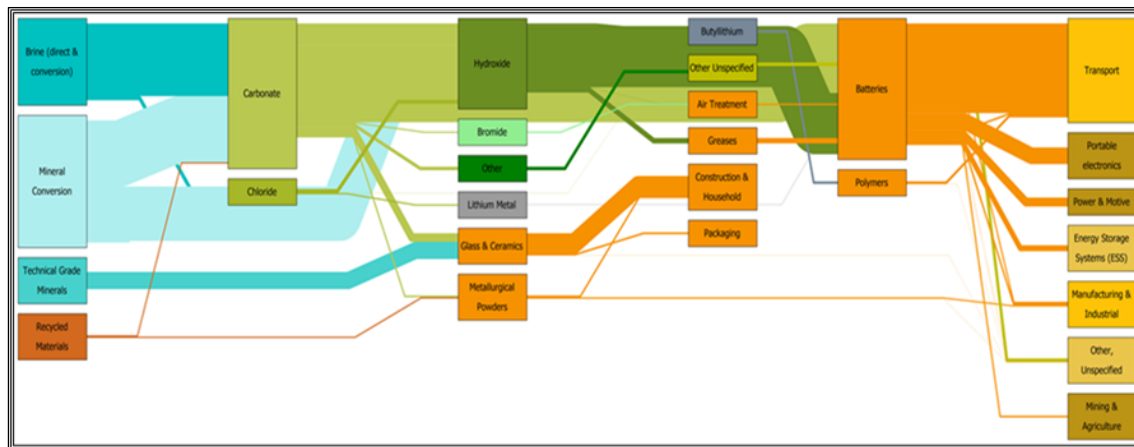 Brine (direct &
conversion)
Mineral
Conversion
Technical Grade
Minerals
Recycled
Materials
Carbonate
Chloride
Hydroxide
Bromide
Other
Lithium Metal
Glass & Ceramics
Metallurgical
Powders
Butyllithium
Other Unspecified
Air Treatment
Greases
Construction &
Household
Packaging
Batteries
Polymers
Transport
Portable
electronics
Power & Motive
Energy Storage
Systems (ESS)
Manufacturing &
Industrial
Other,
Unspecified
Mining &
Agriculture